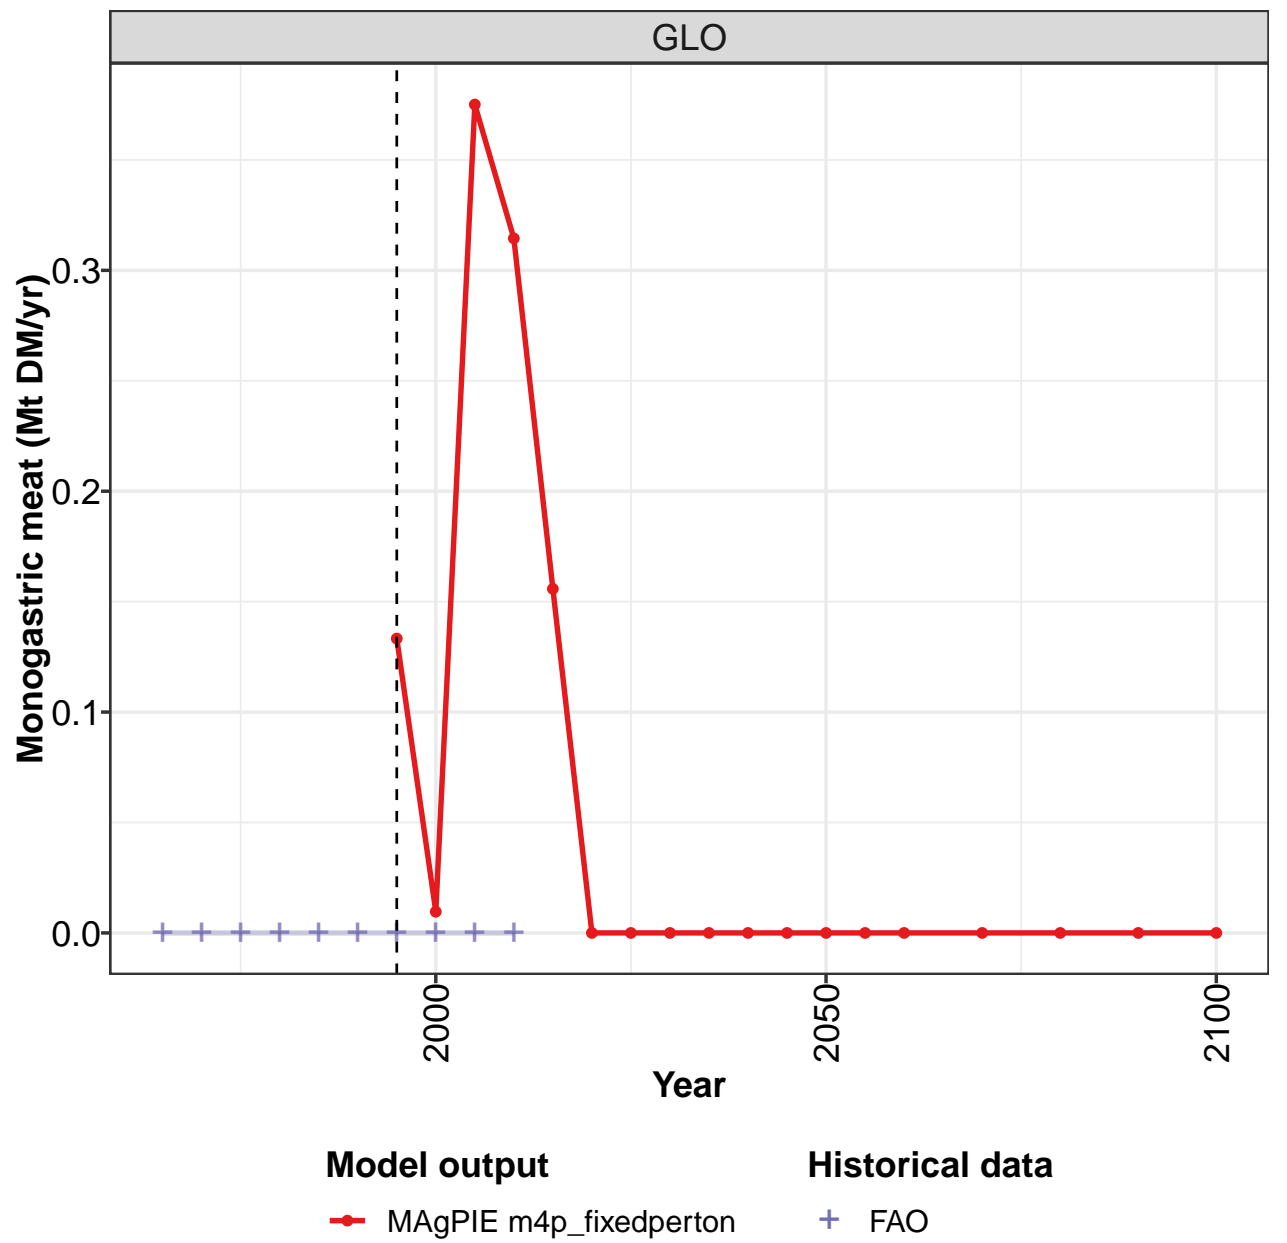 GLO
Monogastric meat (Mt DM/yr)
0.3
0.2
0.1
0.0
2000
2050
2100
Year
Model output
MAgPIE m4p_fixedperton
Historical data
FAO